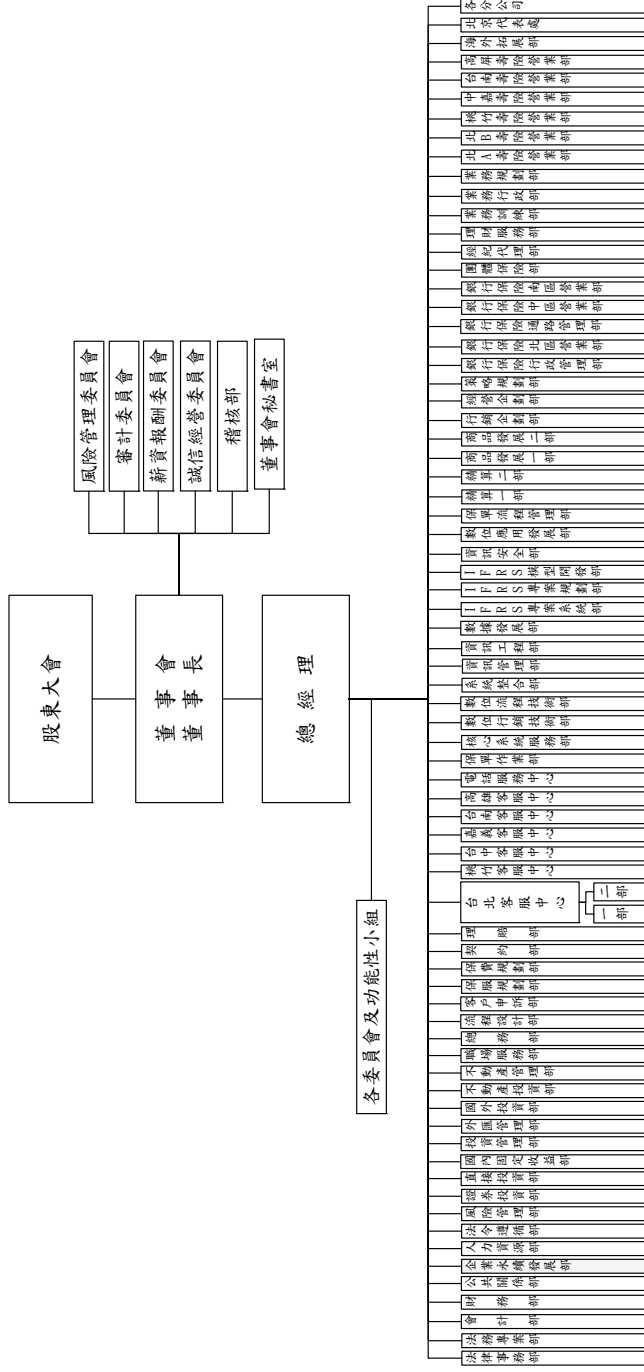 股東大會
董事會
董事長
總經理
風險管理委員會
審計委員會
薪資報酬委員會
誠信經營委員會
稽核部
董事會秘書室
各委員會及功能性小組
法律事務部
法務專案部
會計部
財務部
公共關係部
企業永續發展部
人力資源部
法令遵循部
風險管理部
證券投資部
直接投資部
國內固定收益部
投資管理部
外匯管理部
國外投資部
不動產投資部
不動產管理部
職場服務部
總務部
流程設計部
客戶申訴部
保服規劃部
保費規劃部
契約部
理賠部
台北客服中心
一部
二部
桃竹客服中心
台中客服中心
嘉義客服中心
台南客服中心
高雄客服中心
電話服務中心
保單作業部
核心系統服務部
數位行銷技術部
數位流程技術部
系統整合部
資訊管理部
資訊工程部
數據發展部
IFRS專案系統部
IFRS專案規劃部
IFRS模型開發部
資訊安全部
數位應用發展部
保單流程管理部
精算一部
精算二部
商品發展一部
商品發展二部
行銷企劃部
經營企劃部
策略規劃部
銀行保險行政管理部
銀行保險北區營業部
銀行保險通路管理部
銀行保險中區營業部
銀行保險南區營業部
團體保險部
經紀代理部
理財服務部
業務訓練部
業務行政部
業務規劃部
北A壽險營業部
北B壽險營業部
桃竹壽險營業部
中嘉壽險營業部
台南壽險營業部
高屏壽險營業部
海外拓展部
北京代表處
各分公司